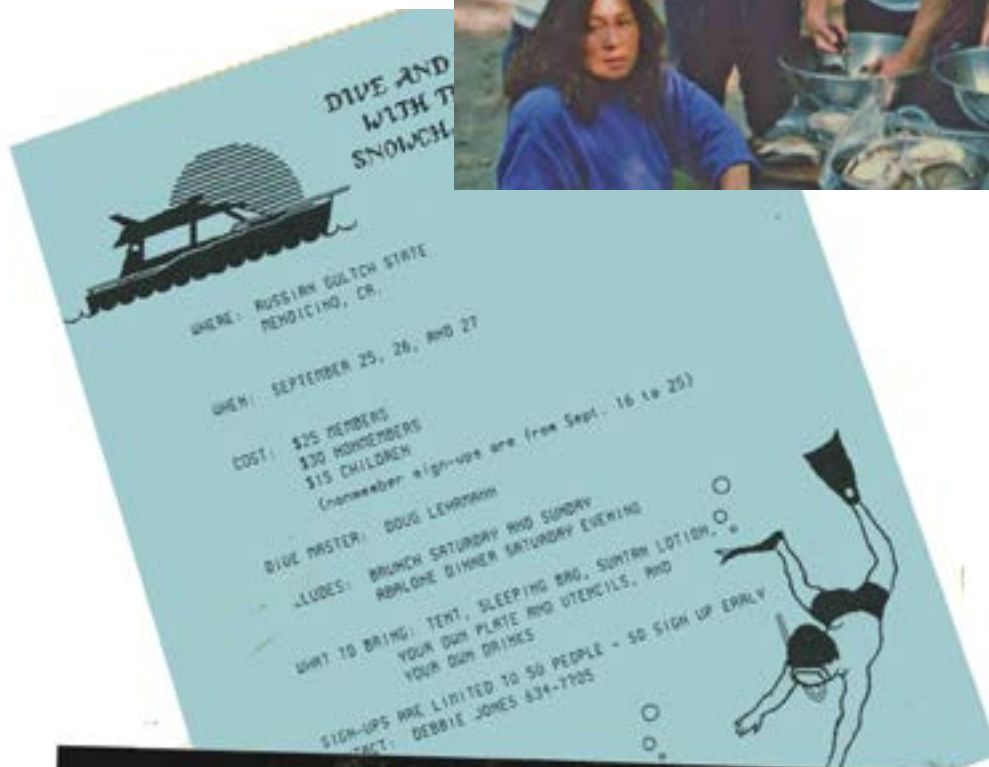 DIVE AND
WITH T
SNOWCH
WHERE: RUSSIAN GULTCH STATE
MENDICINO, CA.
WHEN: SEPTEMBER 25, 26, AND 27
COST: $25 MEMBERS
$30 NONMEMBERS
$15 CHILDREN
(nonmember sign-ups are from Sept. 16 to 25)
DIVE MASTER: DOUG LEHRMANN
LUDES: BRUNCH SATURDAY AND SUNDAY
ABALONE DINNER SATURDAY EVENING
WHAT TO BRING: TENT, SLEEPING BAG, SUNTAN LOTION,
YOUR OWN PLATE AND UTENCILS, AND
YOUR OWN DRINKS
SIGN-UPS ARE LIMITED TO 50 PEOPLE - SO SIGN UP EARLY
TACT: DEBBIE JONES 634-7705